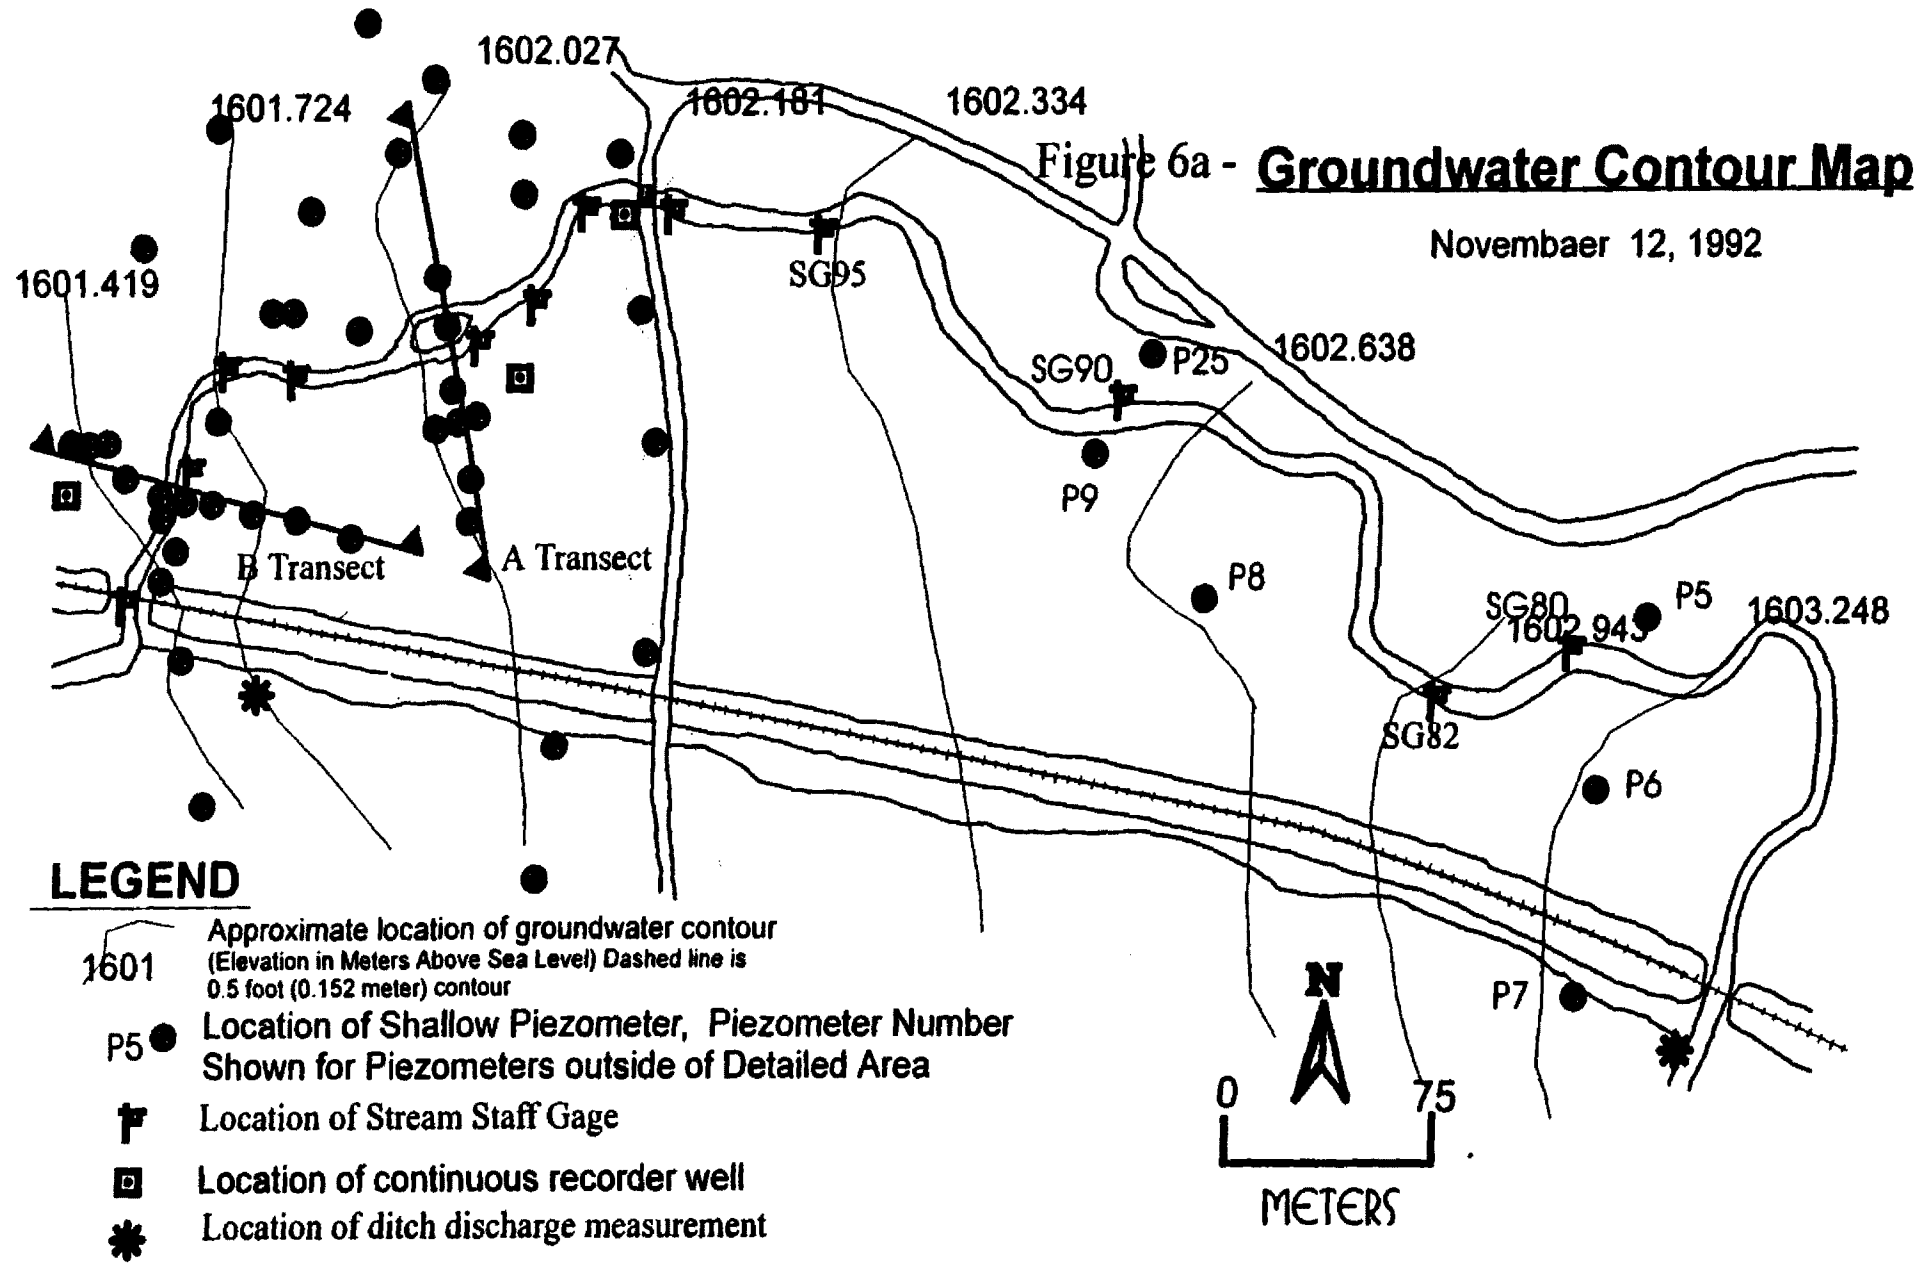 1602.027
1601.724
1602.181
1602.334
Figure 6a - Groundwater Contour Map
Novembaer 12, 1992
1601.419
SG95
1602.638
SG90
P25
P9
B Transect
A Transect
P8
SG80
P5
1602.943
1603.248
SG82
P6
P7
LEGEND
1601
Approximate location of groundwater contour
(Elevation in Meters Above Sea Level) Dashed line is
0.5 foot (0.152 meter) contour
P5
Location of Shallow Piezometer, Piezometer Number
Shown for Piezometers outside of Detailed Area
Location of Stream Staff Gage
Location of continuous recorder well
Location of ditch discharge measurement
N
0 75
METERS